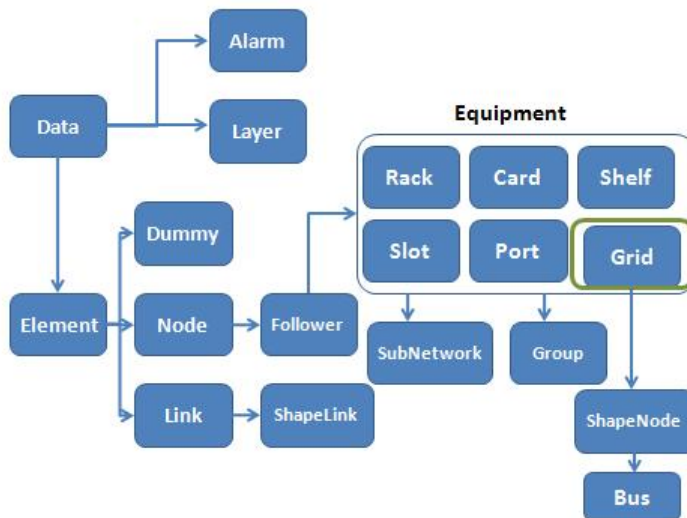 Alarm
Data
Layer
Equipment
Rack
Card
Shelf
Slot
Port
Grid
Dummy
Element
Node
Follower
SubNetwork
Group
Link
ShapeLink
ShapeNode
Bus